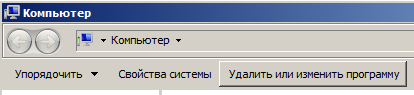 Компьютер
Компьютер
Упорядочить Свойства системы Удалить или изменить программу